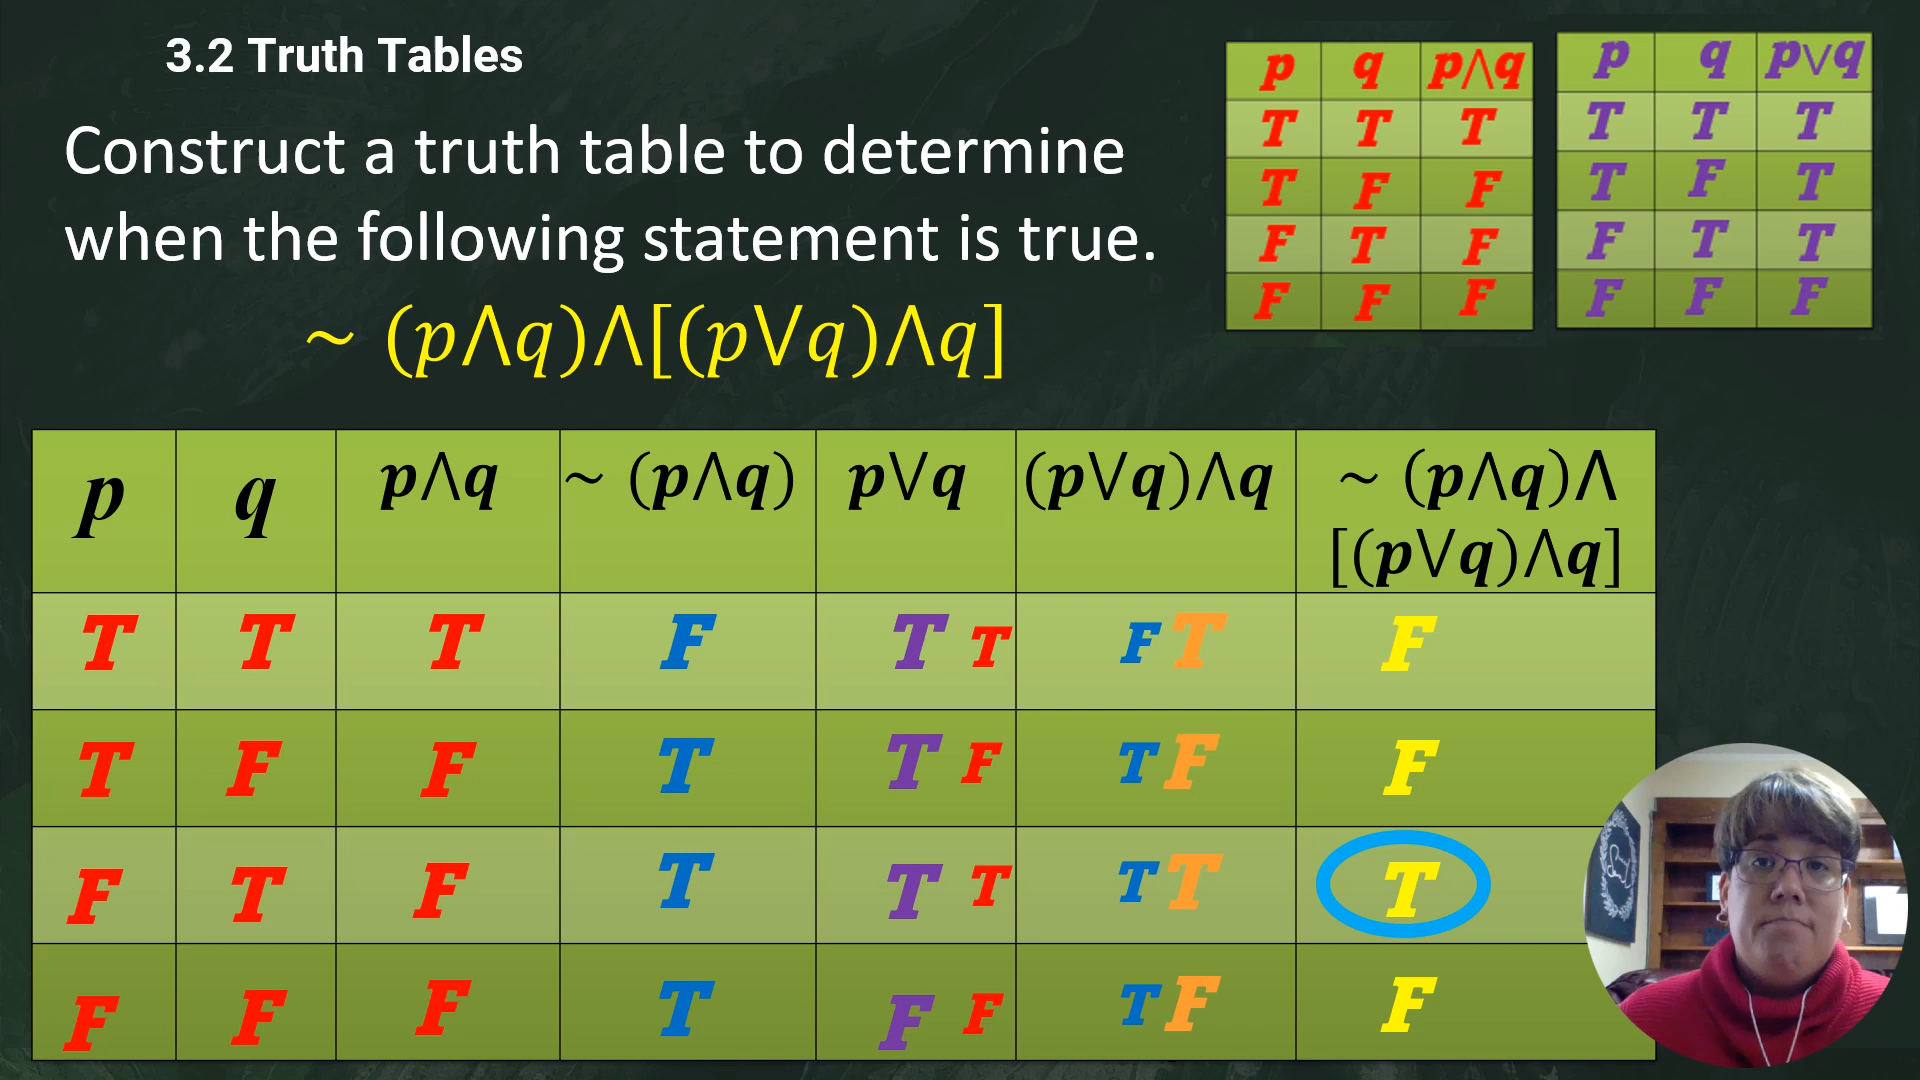 3.2 Truth Tables
Construct a truth table to determine
when the following statement is true.
~ (p∧q)∧[(p∨q)∧q]
p q p∧q
T T T
T F F
F T F
F F F
p q p∨q
T T T
T F T
F T T
F F F
p q p∧q ~ (p∧q) p∨q (p∨q)∧q ~ (p∧q)∧
[(p∨q)∧q]
T T T F T T F T F
T F F T T F T F F
F T F T T T T T T
F F F T F F T F F